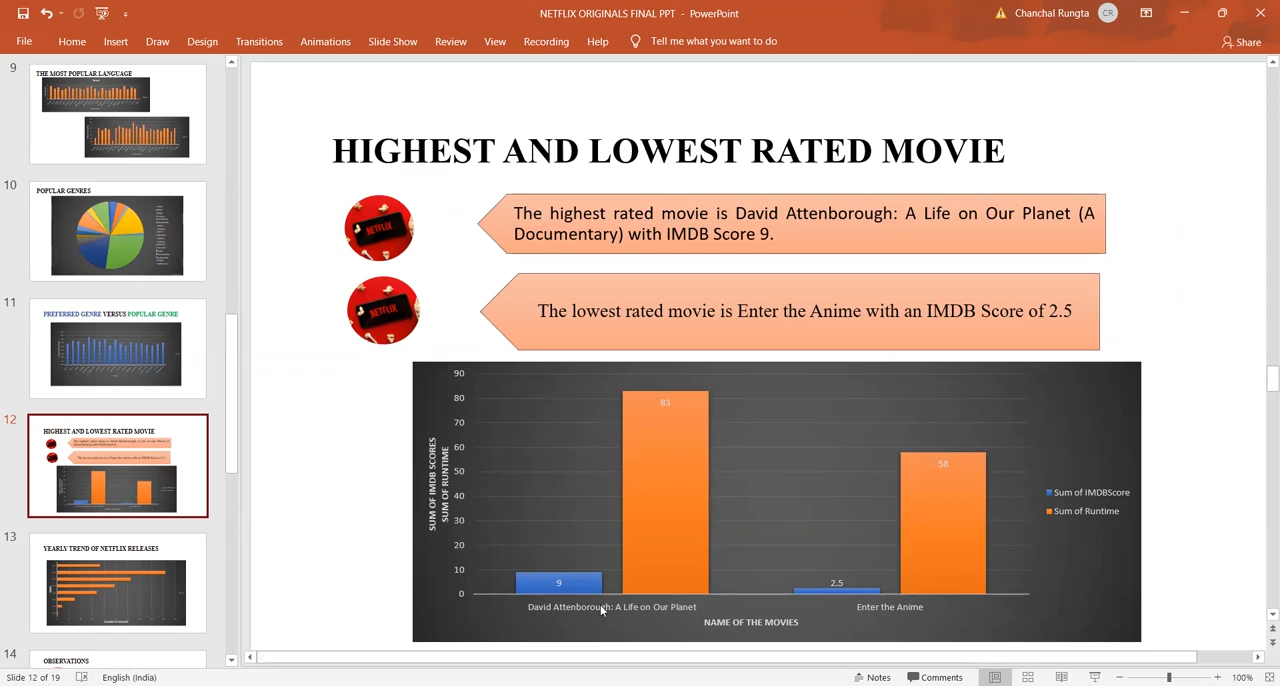 NETFLIX ORIGINALS FINAL PPT - PowerPoint
Chanchal Rungta
CR
File
Home
Insert
Draw
Design
Transitions
Animations
Slide Show
Review
View
Recording
Help
Tell me what you want to do
Share
9
THE MOST POPULAR LANGUAGE
10
POPULAR GENRES
11
PREFERRED GENRE VERSUS POPULAR GENRE
12
HIGHEST AND LOWEST RATED MOVIE
13
YEARLY TREND OF NETFLIX RELEASES
14
OBSERVATIONS
HIGHEST AND LOWEST RATED MOVIE
NETFLIX
The highest rated movie is David Attenborough: A Life on Our Planet (A
Documentary) with IMDB Score 9.
NETFLIX
The lowest rated movie is Enter the Anime with an IMDB Score of 2.5
SUM OF IMDB SCORES
SUM OF RUNTIME
90
80
70
60
50
40
30
20
10
0
9
83
2.5
58
David Attenborough: A Life on Our Planet
Enter the Anime
NAME OF THE MOVIES
Sum of IMDBScore
Sum of Runtime
Slide 12 of 19
English (India)
Notes
Comments
100%